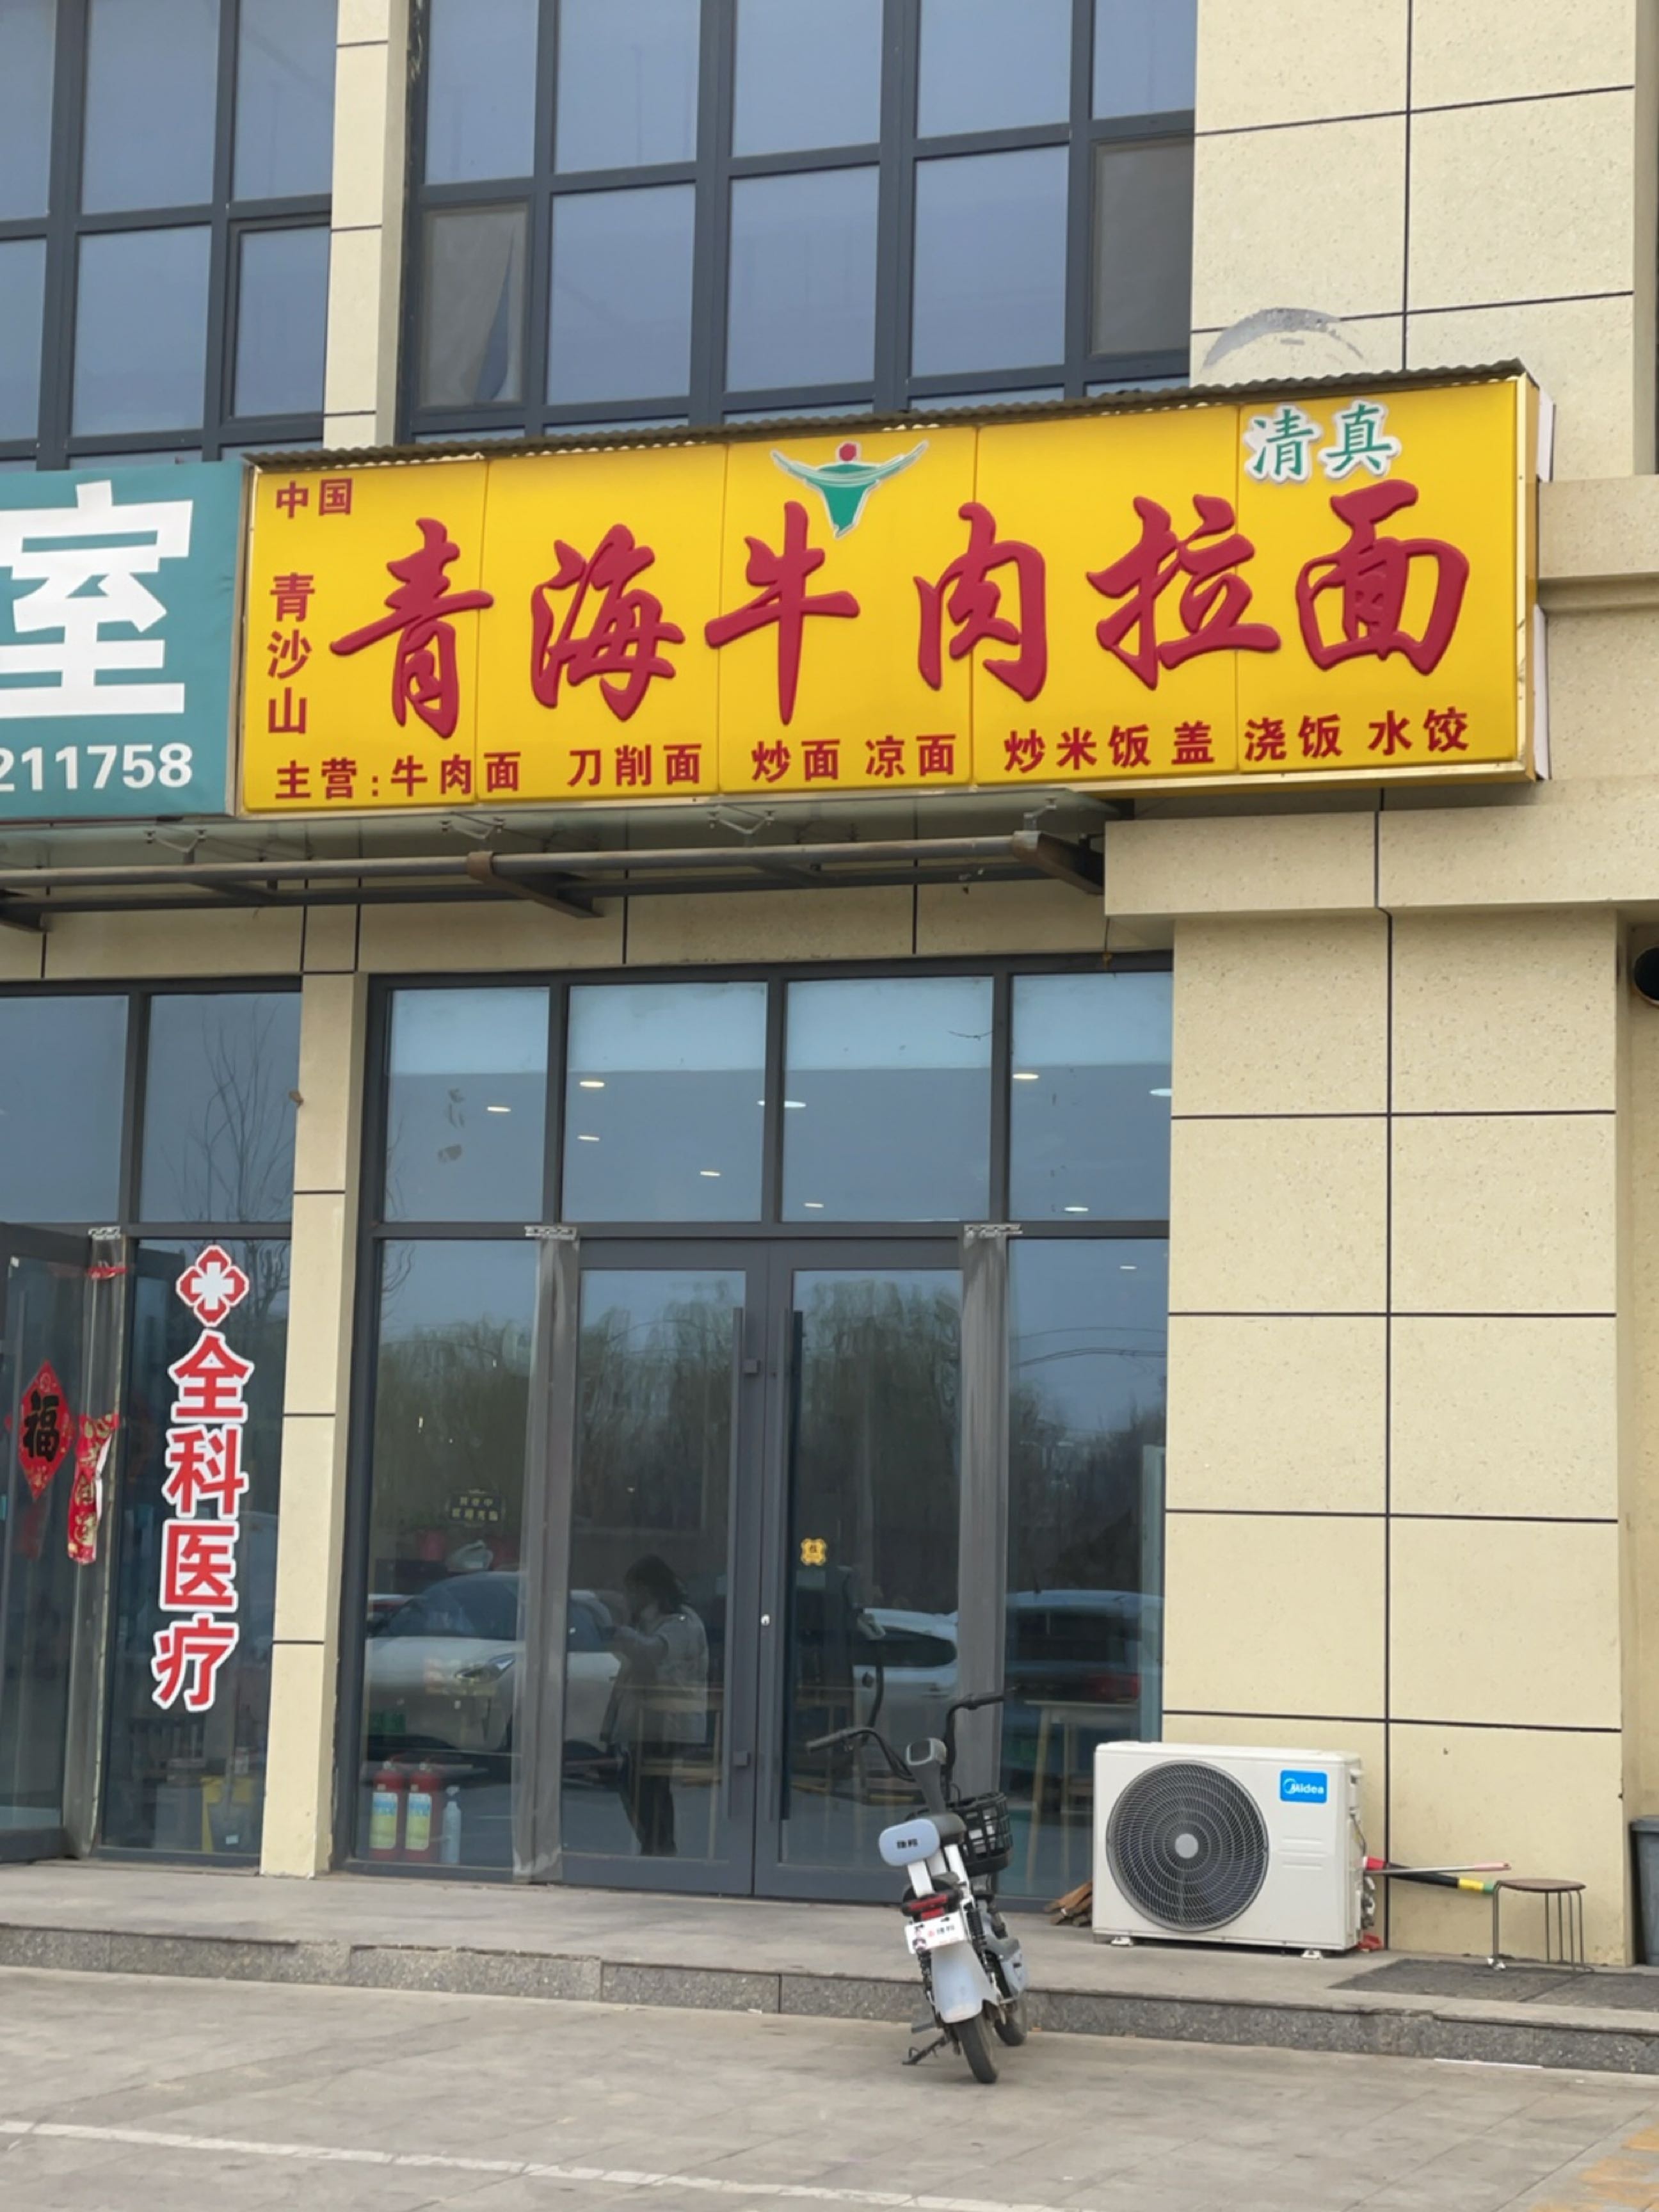 室
211758
中国
清真
青沙山
青海牛肉拉面
主营:牛肉面 刀削面 炒面 凉面 炒米饭 盖浇饭 水饺
全科医疗
福
Midea